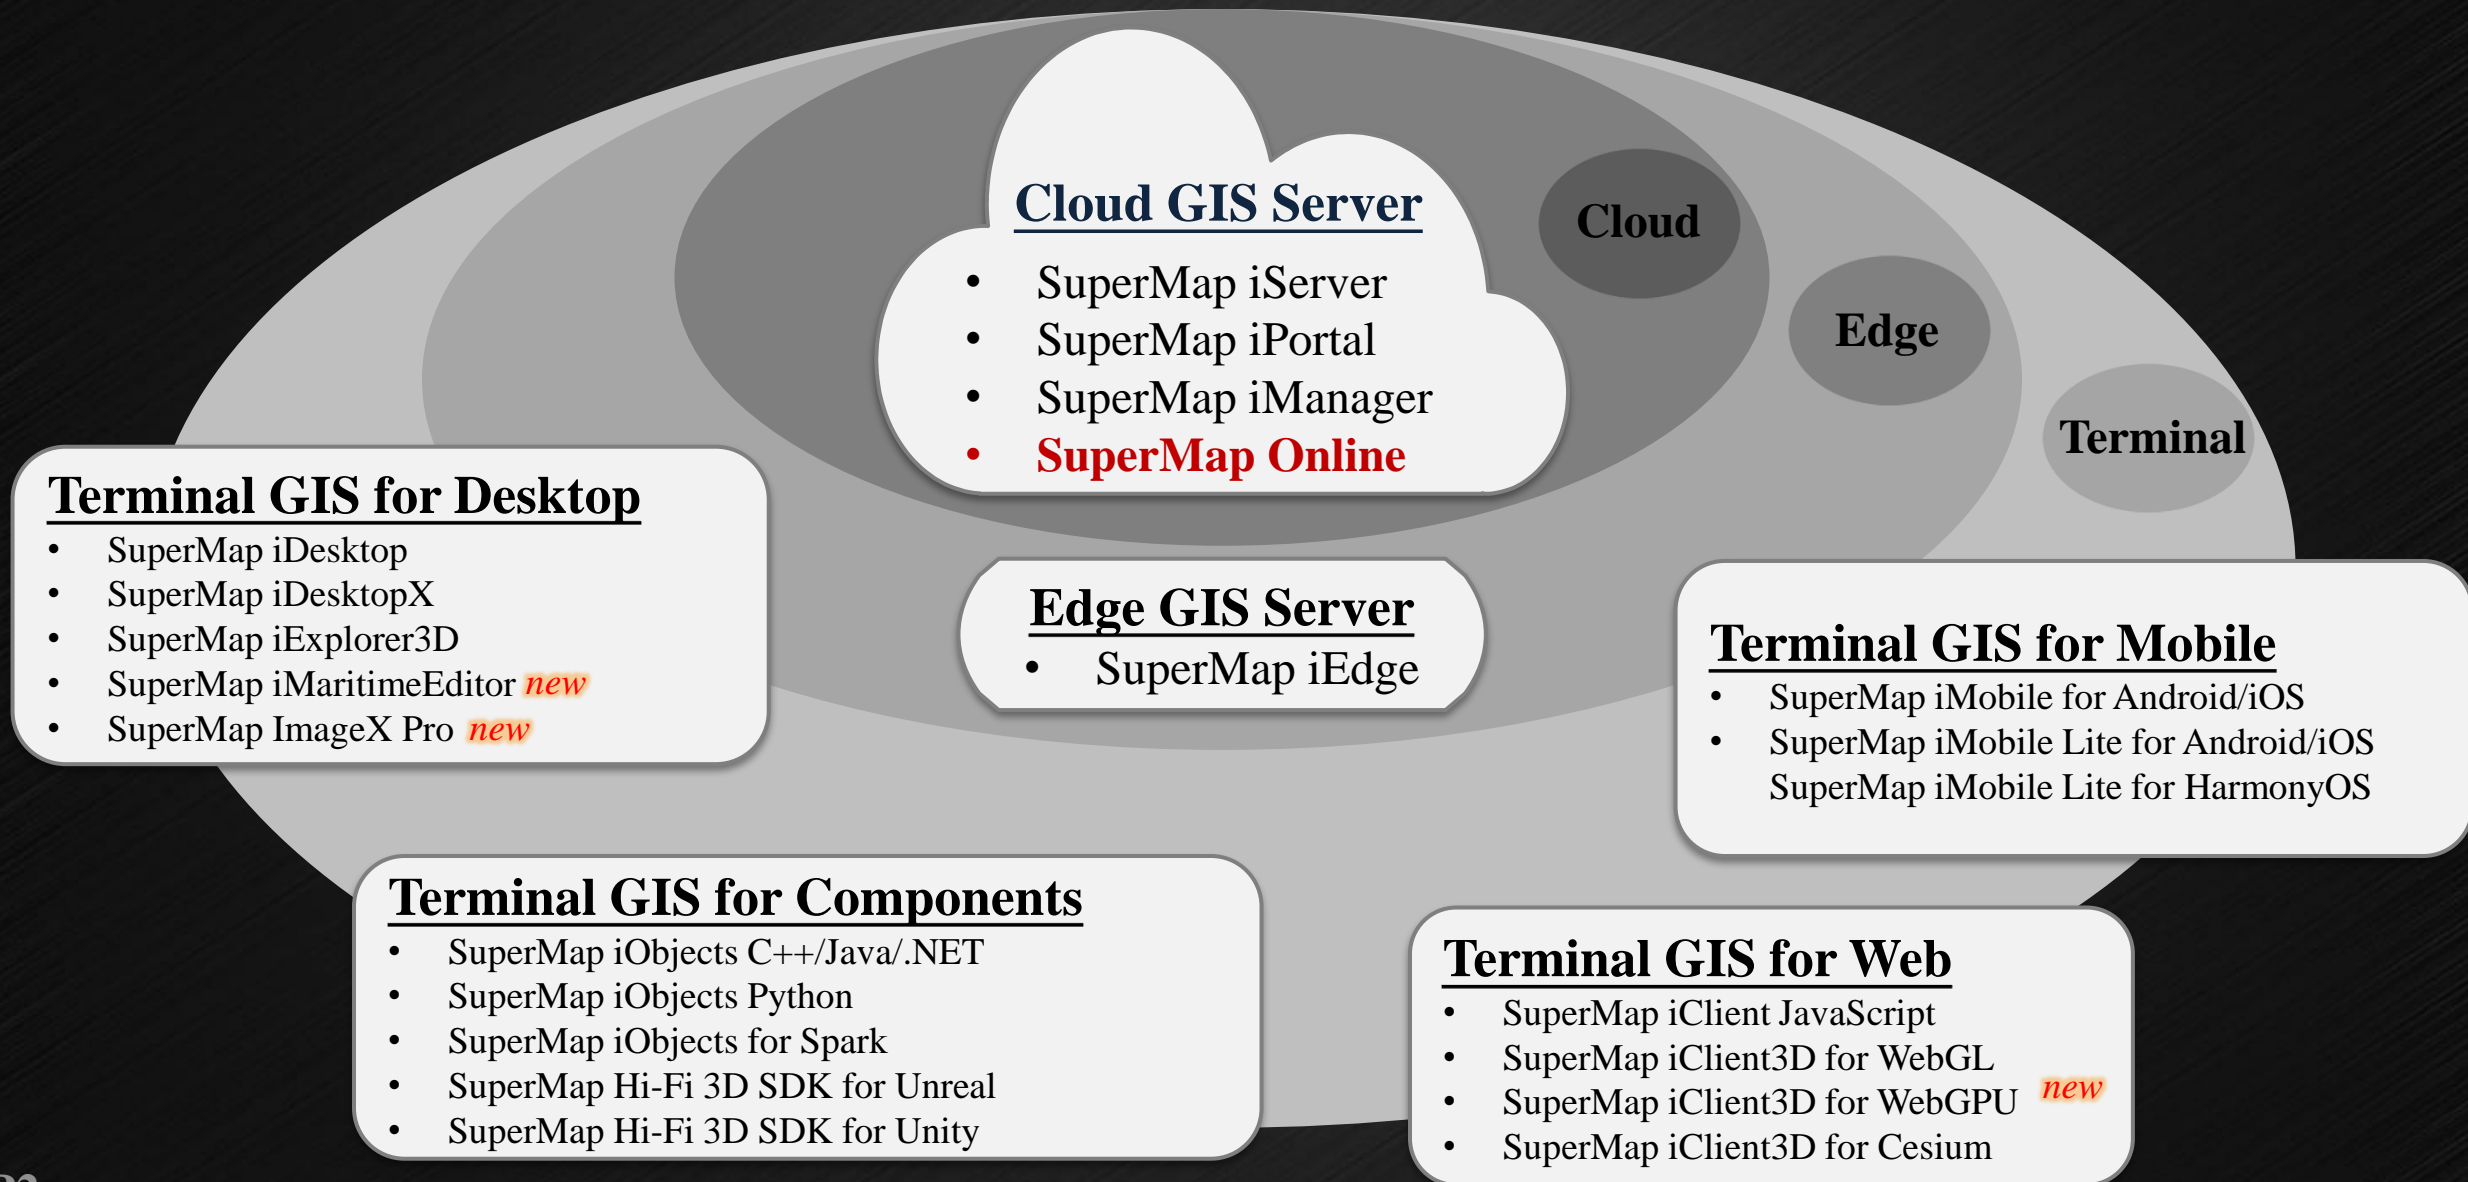 Cloud GIS Server
• SuperMap iServer
• SuperMap iPortal
• SuperMap iManager
• SuperMap Online
Cloud
Edge
Terminal
Terminal GIS for Desktop
• SuperMap iDesktop
• SuperMap iDesktopX
• SuperMap iExplorer3D
• SuperMap iMaritimeEditor new
• SuperMap ImageX Pro new
Edge GIS Server
• SuperMap iEdge
Terminal GIS for Mobile
• SuperMap iMobile for Android/iOS
• SuperMap iMobile Lite for Android/iOS
SuperMap iMobile Lite for HarmonyOS
Terminal GIS for Components
• SuperMap iObjects C++/Java/.NET
• SuperMap iObjects Python
• SuperMap iObjects for Spark
• SuperMap Hi-Fi 3D SDK for Unreal
• SuperMap Hi-Fi 3D SDK for Unity
Terminal GIS for Web
• SuperMap iClient JavaScript
• SuperMap iClient3D for WebGL
• SuperMap iClient3D for WebGPU new
• SuperMap iClient3D for Cesium